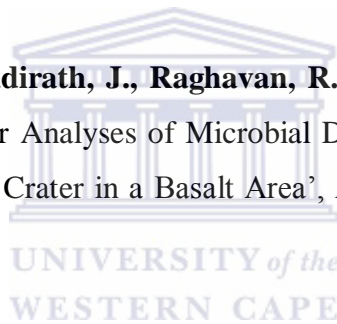 dirath, J., Raghavan, R.
r Analyses of Microbial D
Crater in a Basalt Area’,
UNIVERSITY of the
WESTERN CAPE